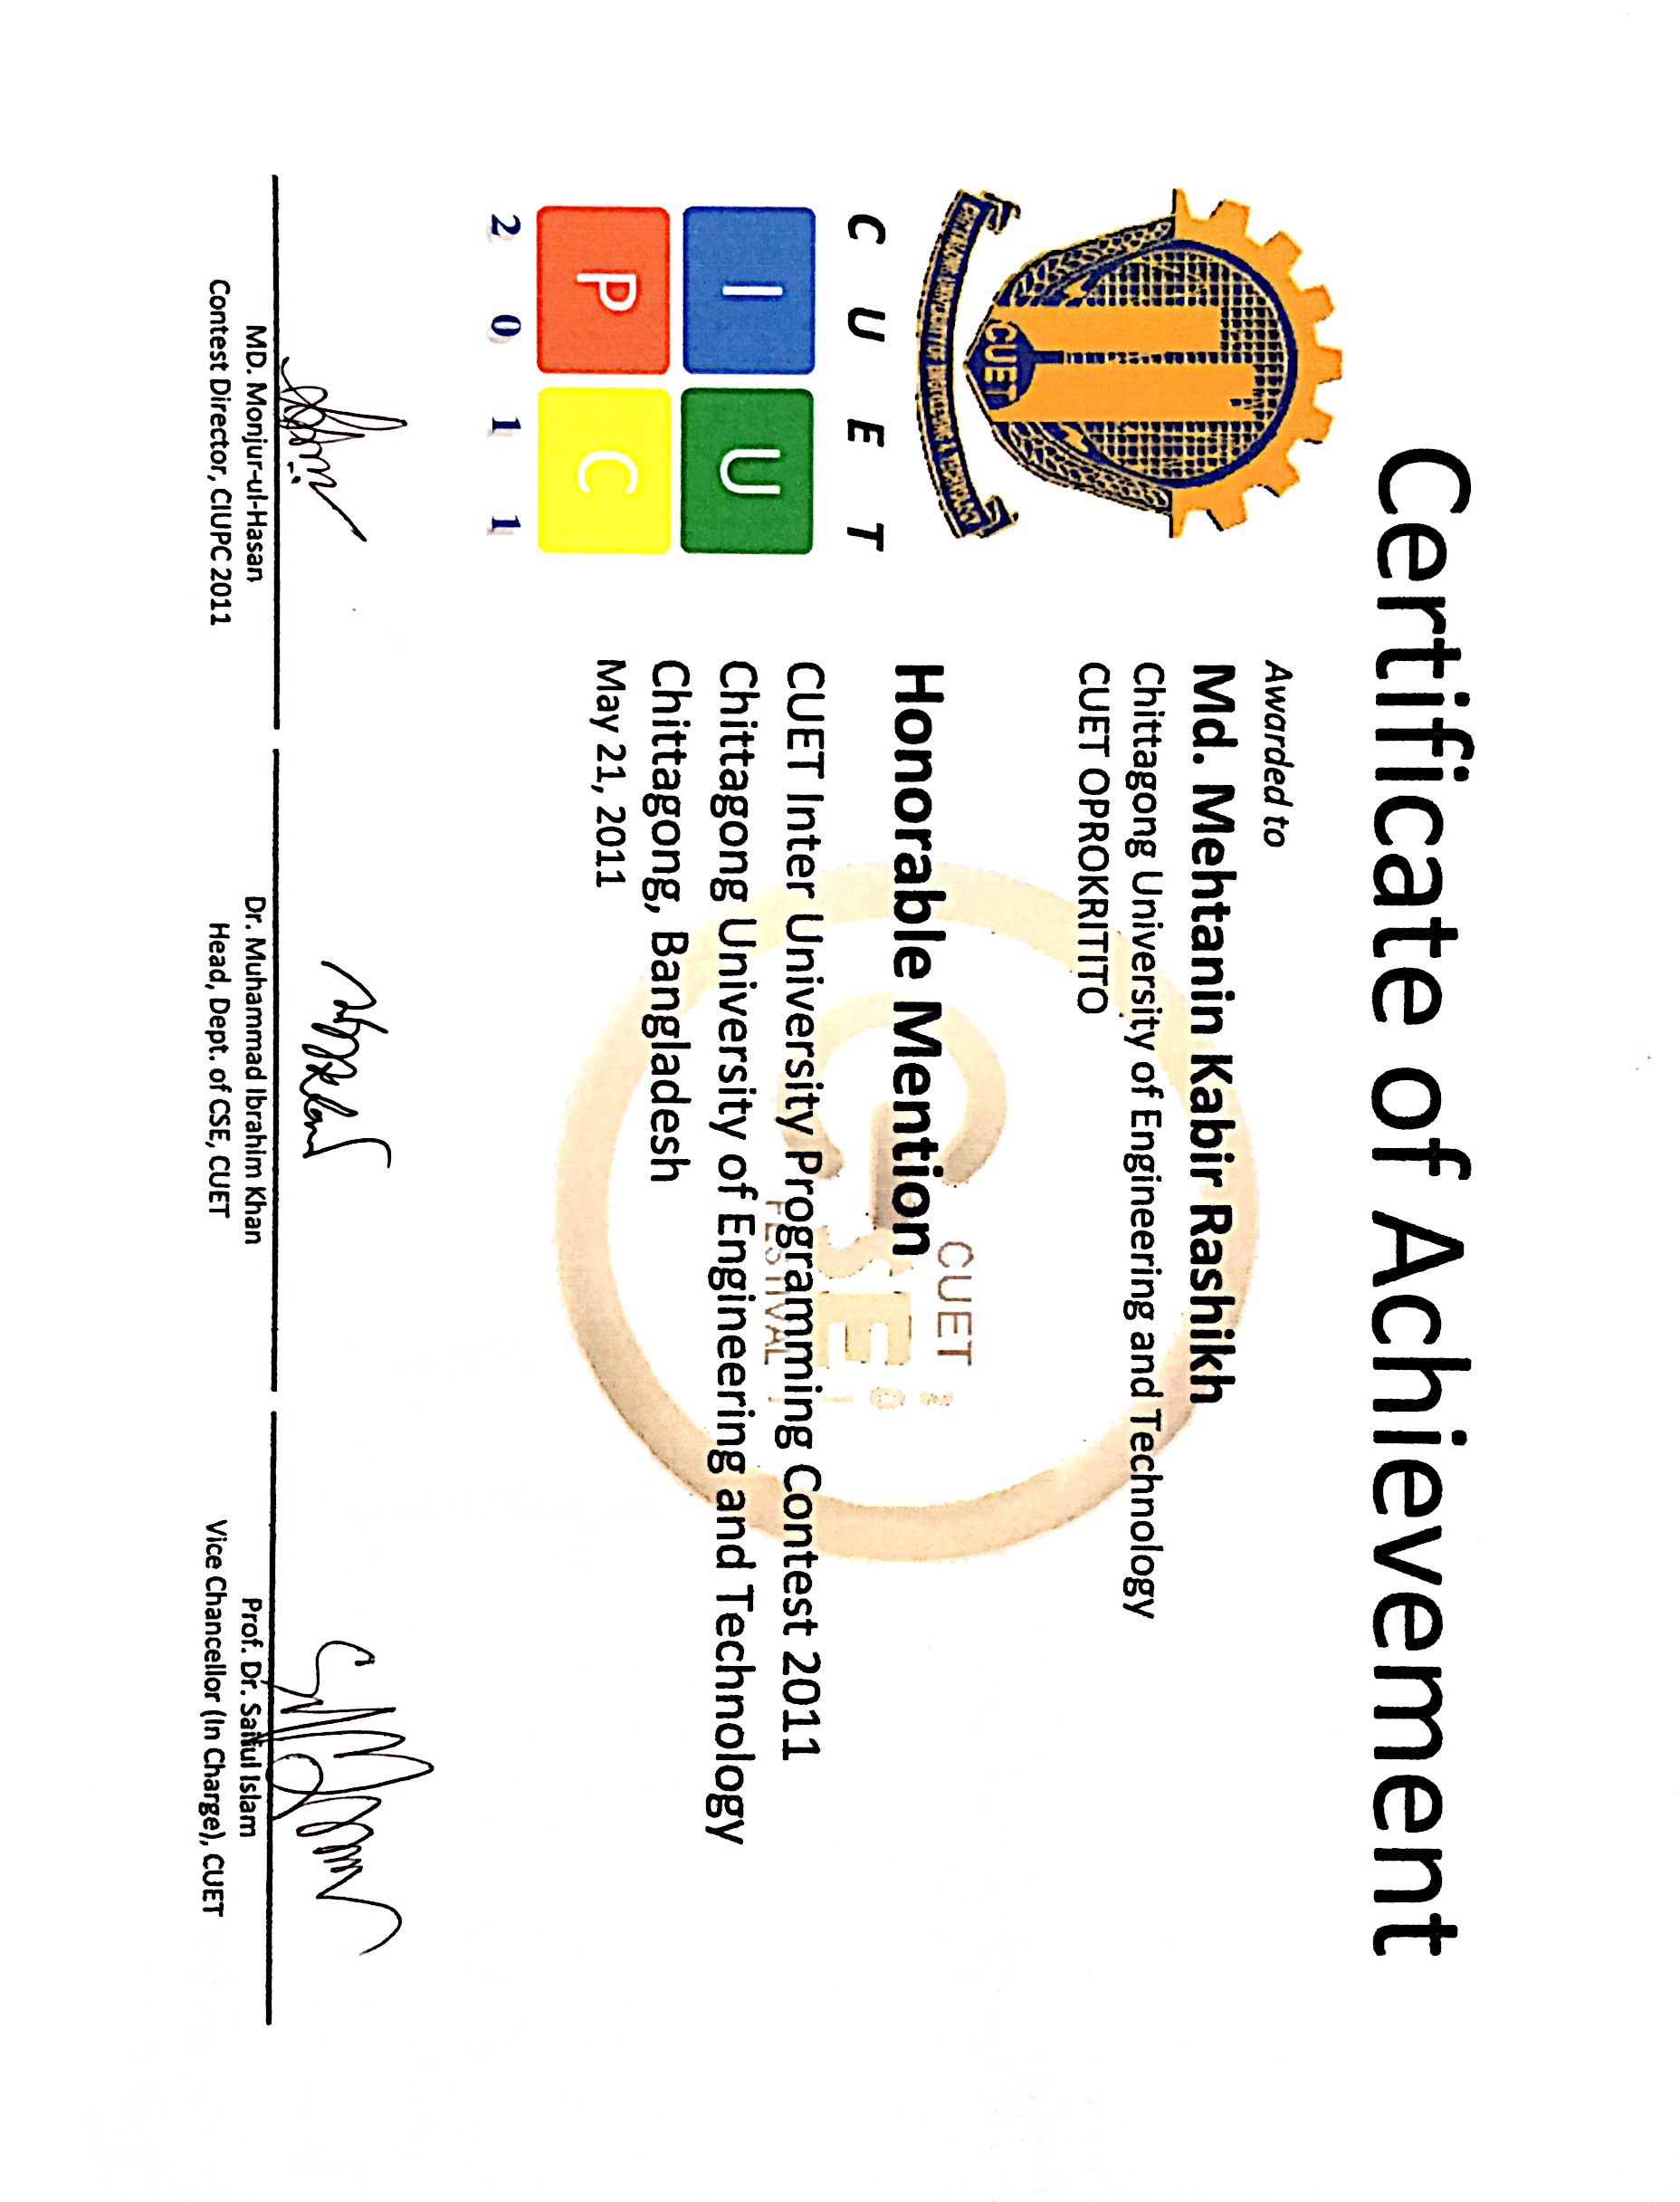 Certificate of Achievement
Awarded to
Md. Mehtanin Kabir Rashikh
Chittagong University of Engineering and Technology
CUET OPROKRITITO
CUET
CHITTAGONG UNIVERSITY OF ENGINEERING & TECHNOLOGY
C U E T
I U
P C
2 0 1 1
CUET
CSE
2011
FESTIVAL
Honorable Mention
CUET Inter University Programming Contest 2011
Chittagong University of Engineering and Technology
Chittagong, Bangladesh
May 21, 2011
MD. Monjur-ul-Hasan
Contest Director, CIUPC 2011
Dr. Muhammad Ibrahim Khan
Head, Dept. of CSE, CUET
Prof. Dr. Saiful Islam
Vice Chancellor (In Charge), CUET